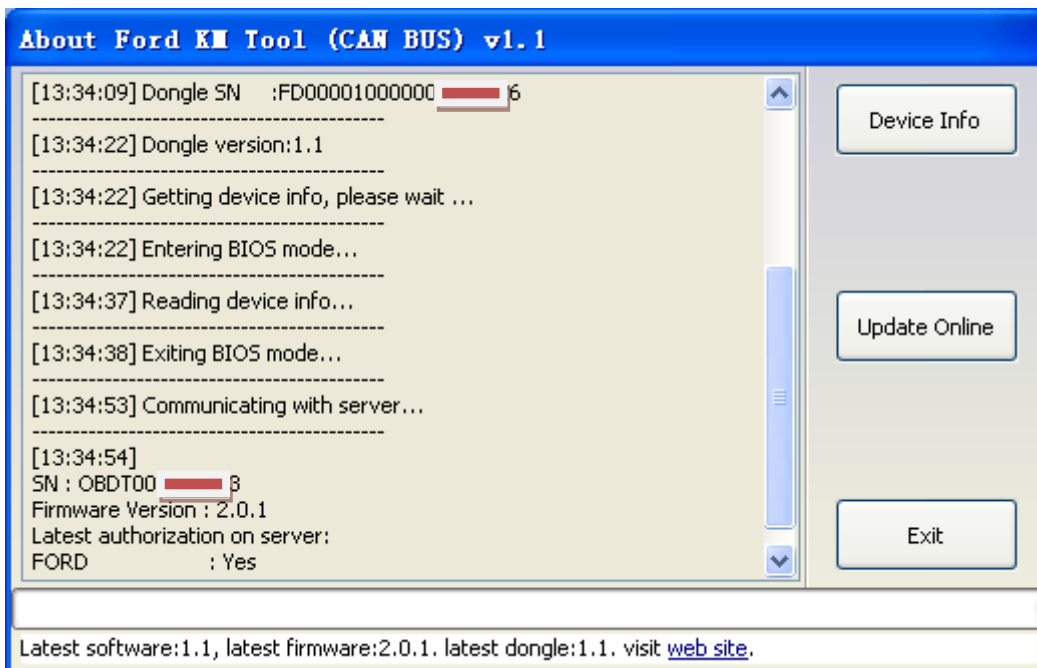 About Ford KM Tool (CAN BUS) v1.1
[13:34:09] Dongle SN :FD00001000000 6
--------------------------------------------
[13:34:22] Dongle version:1.1
--------------------------------------------
[13:34:22] Getting device info, please wait ...
--------------------------------------------
[13:34:22] Entering BIOS mode...
--------------------------------------------
[13:34:37] Reading device info...
--------------------------------------------
[13:34:38] Exiting BIOS mode...
--------------------------------------------
[13:34:53] Communicating with server...
--------------------------------------------
[13:34:54]
SN : OBDT00 3
Firmware Version : 2.0.1
Latest authorization on server:
FORD : Yes
Device Info
Update Online
Exit
Latest software:1.1, latest firmware:2.0.1. latest dongle:1.1. visit web site.